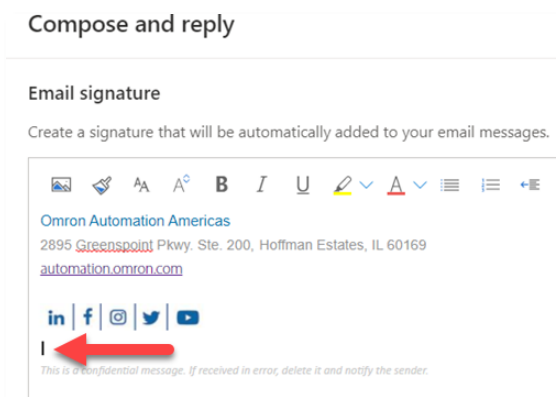 Compose and reply
Email signature
Create a signature that will be automatically added to your email messages.
AA A B I U A
Omron Automation Americas
2895 Greenspoint Pkwy. Ste. 200, Hoffman Estates, IL 60169
automation.omron.com
in f
This is a confidential message. If received in error, delete it and notify the sender.